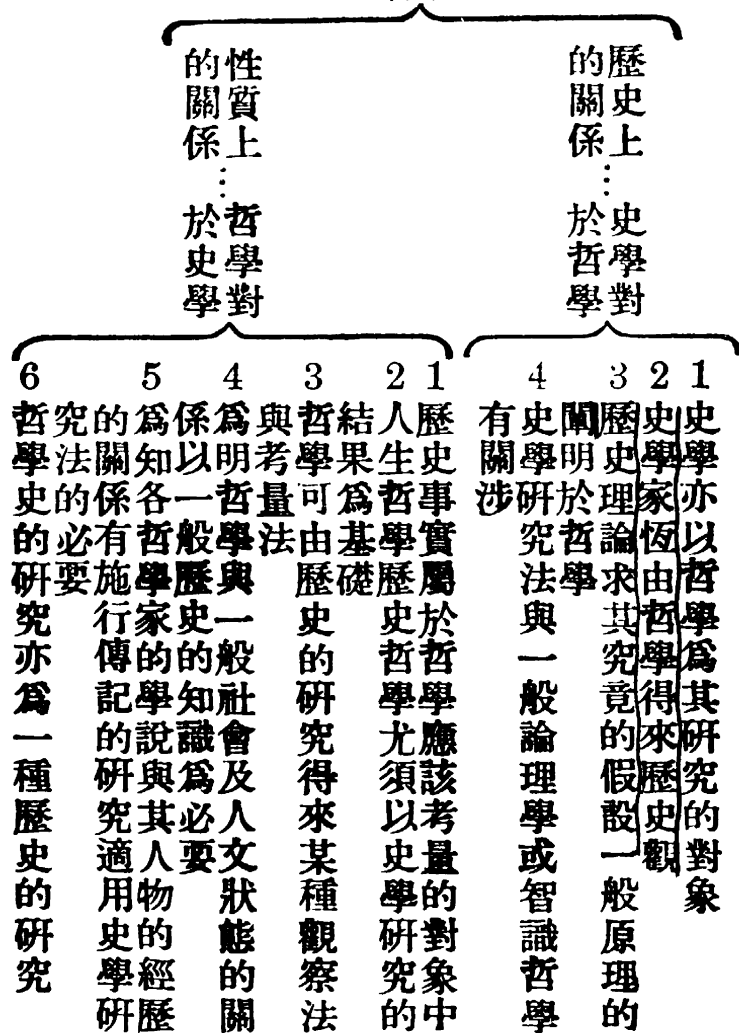 歷史上
的關係…
史學對
於哲學
1 史學亦以哲學爲其研究的對象
2 史學家恆由哲學得來歷史觀
3 歷史理論求其究竟的假設一般原理的
闡明於哲學
4 史學研究法與一般論理學或智識哲學
有關涉
性質上
的關係…
哲學對
於史學
1 歷史事實屬於哲學應該考量的對象中
2 人生哲學歷史哲學尤須以史學研究的
結果爲基礎
3 哲學可由歷史的研究得來某種觀察法
與考量法
4 爲明哲學與一般社會及人文狀態的關
係以一般歷史的知識爲必要
5 爲知各哲學家的學說與其人物的經歷
的關係有施行傳記的研究適用史學研
究法的必要
6 哲學史的研究亦爲一種歷史的研究